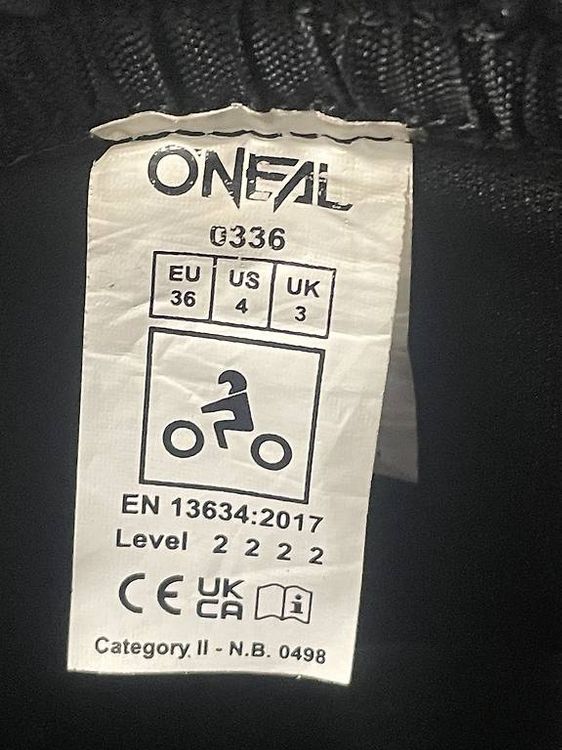 O'NEAL
0336
EU US UK
36 4 3
EN 13634:2017
Level 2 2 2 2
CE UK CA i
Category II - N.B. 0498